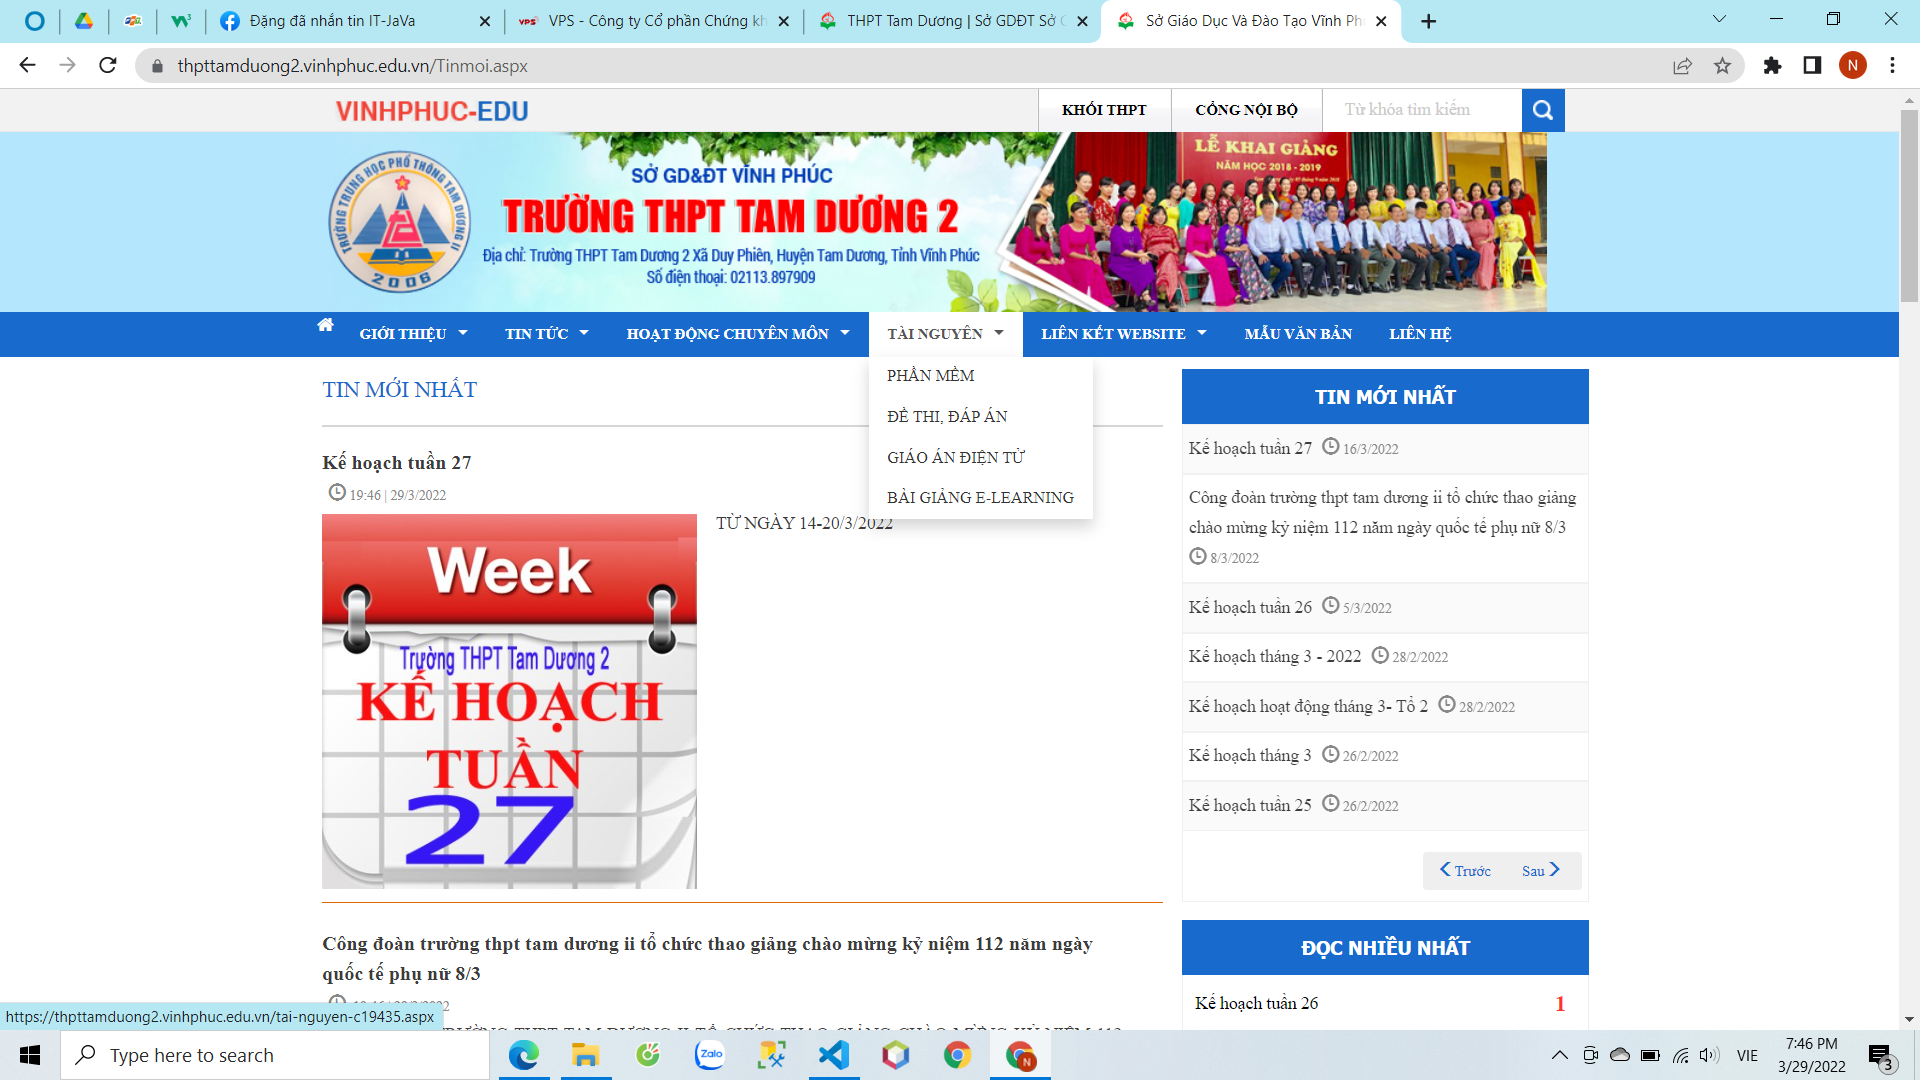 Đặng đã nhắn tin IT-JaVa
VPS - Công ty Cổ phần Chứng kh
THPT Tam Dương | Sở GDĐT Sở G
Sở Giáo Dục Và Đào Tạo Vĩnh Ph
thpttamduong2.vinhphuc.edu.vn/Tinmoi.aspx
N
VINHPHUC-EDU
KHỐI THPT
CỔNG NỘI BỘ
Từ khóa tìm kiếm
SỞ GD&ĐT VĨNH PHÚC
TRƯỜNG THPT TAM DƯƠNG 2
Địa chỉ: Trường THPT Tam Dương 2 Xã Duy Phiên, Huyện Tam Dương, Tỉnh Vĩnh Phúc
Số điện thoại: 02113.897909
TRƯỜNG TRUNG HỌC PHỔ THÔNG TAM DƯƠNG II
2006
LỄ KHAI GIẢNG
NĂM HỌC 2018 - 2019
GIỚI THIỆU
TIN TỨC
HOẠT ĐỘNG CHUYÊN MÔN
TÀI NGUYÊN
LIÊN KẾT WEBSITE
MẪU VĂN BẢN
LIÊN HỆ
PHẦN MỀM
ĐỀ THI, ĐÁP ÁN
GIÁO ÁN ĐIỆN TỬ
BÀI GIẢNG E-LEARNING
TIN MỚI NHẤT
Kế hoạch tuần 27
19:46 | 29/3/2022
TỪ NGÀY 14-20/3/2022
Week
Trường THPT Tam Dương 2
KẾ HOẠCH
TUẦN
27
Công đoàn trường thpt tam dương ii tổ chức thao giảng chào mừng kỷ niệm 112 năm ngày
quốc tế phụ nữ 8/3
TIN MỚI NHẤT
Kế hoạch tuần 27 16/3/2022
Công đoàn trường thpt tam dương ii tổ chức thao giảng
chào mừng kỷ niệm 112 năm ngày quốc tế phụ nữ 8/3
8/3/2022
Kế hoạch tuần 26 5/3/2022
Kế hoạch tháng 3 - 2022 28/2/2022
Kế hoạch hoạt động tháng 3- Tổ 2 28/2/2022
Kế hoạch tháng 3 26/2/2022
Kế hoạch tuần 25 26/2/2022
Trước
Sau
ĐỌC NHIỀU NHẤT
Kế hoạch tuần 26 1
https://thpttamduong2.vinhphuc.edu.vn/tai-nguyen-c19435.aspx
Type here to search
Zalo
N
VIE
7:46 PM
3/29/2022
3